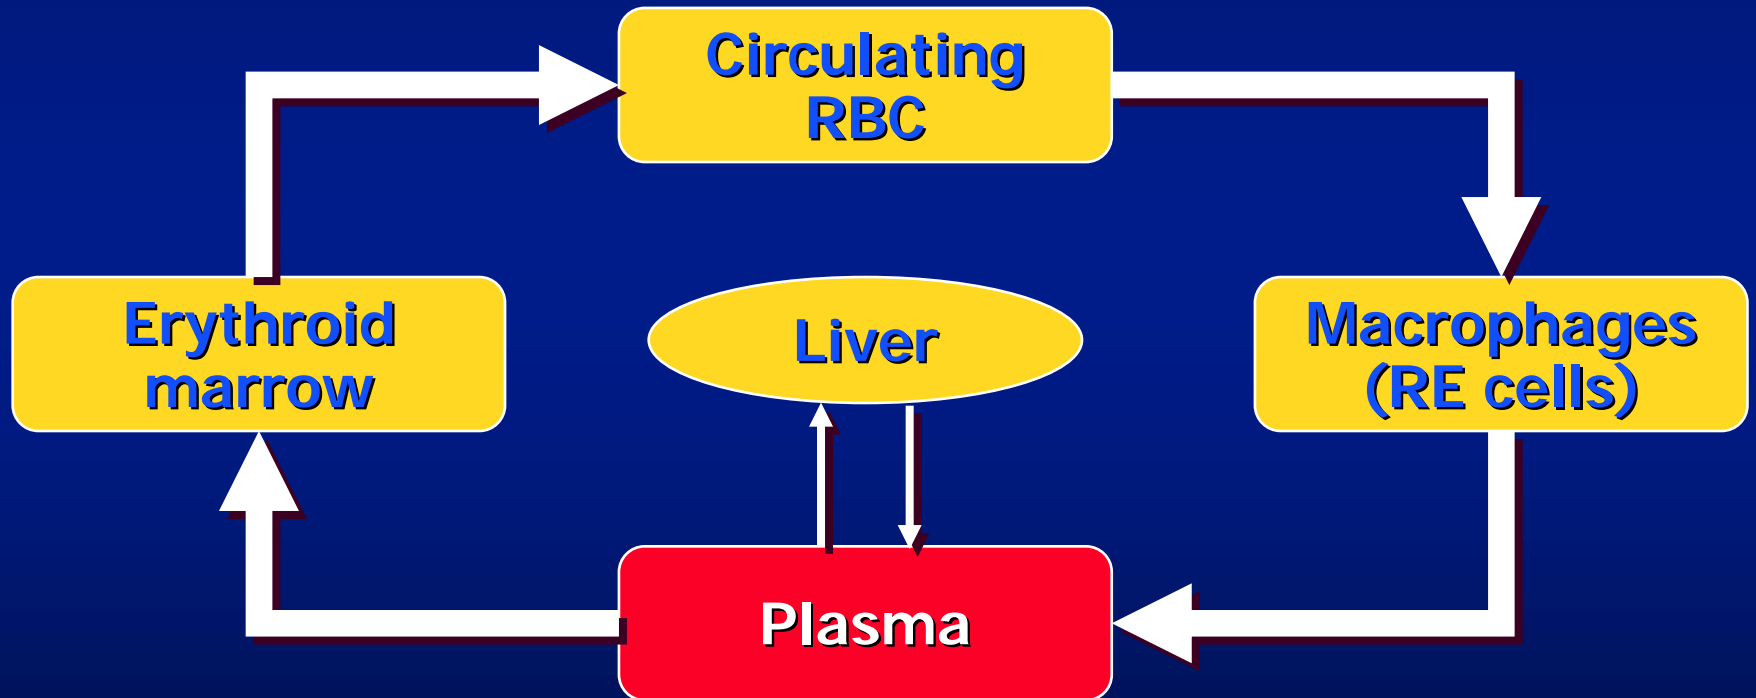 Circulating
RBC
Erythroid
marrow
Liver
Macrophages
(RE cells)
Plasma